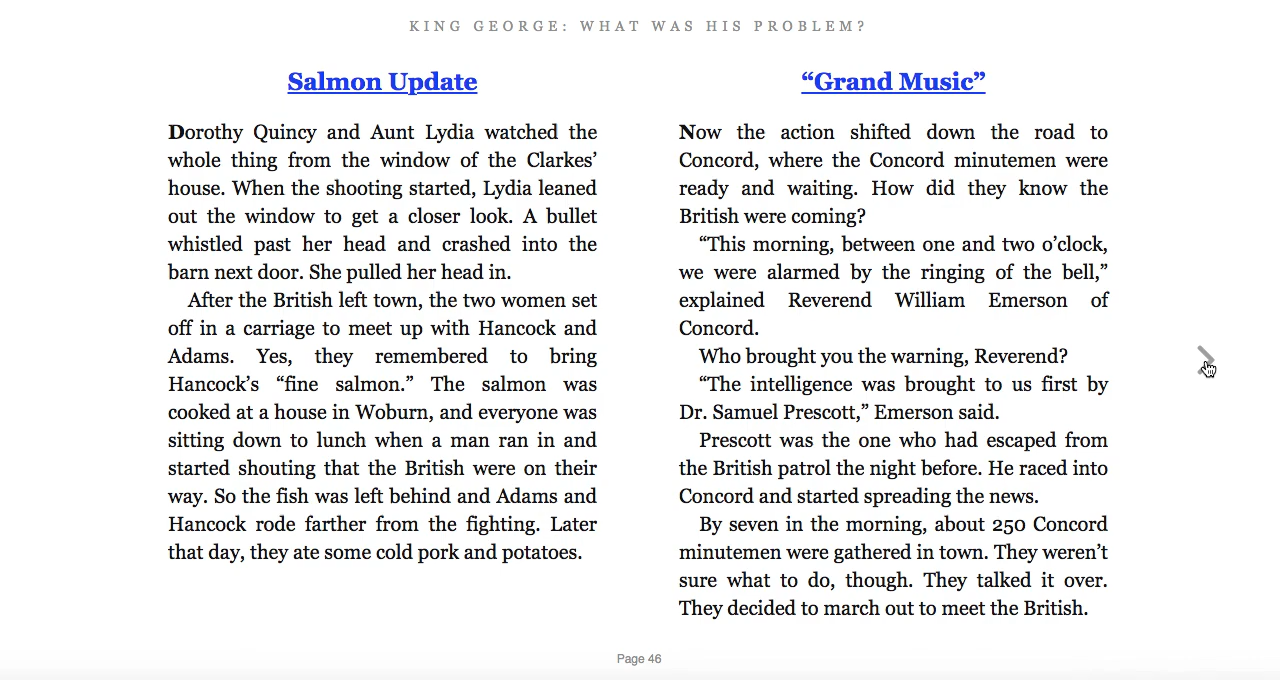 KING GEORGE: WHAT WAS HIS PROBLEM?
Salmon Update
Dorothy Quincy and Aunt Lydia watched the
whole thing from the window of the Clarkes’
house. When the shooting started, Lydia leaned
out the window to get a closer look. A bullet
whistled past her head and crashed into the
barn next door. She pulled her head in.
After the British left town, the two women set
off in a carriage to meet up with Hancock and
Adams. Yes, they remembered to bring
Hancock’s “fine salmon.” The salmon was
cooked at a house in Woburn, and everyone was
sitting down to lunch when a man ran in and
started shouting that the British were on their
way. So the fish was left behind and Adams and
Hancock rode farther from the fighting. Later
that day, they ate some cold pork and potatoes.
“Grand Music”
Now the action shifted down the road to
Concord, where the Concord minutemen were
ready and waiting. How did they know the
British were coming?
“This morning, between one and two o’clock,
we were alarmed by the ringing of the bell,”
explained Reverend William Emerson of
Concord.
Who brought you the warning, Reverend?
“The intelligence was brought to us first by
Dr. Samuel Prescott,” Emerson said.
Prescott was the one who had escaped from
the British patrol the night before. He raced into
Concord and started spreading the news.
By seven in the morning, about 250 Concord
minutemen were gathered in town. They weren’t
sure what to do, though. They talked it over.
They decided to march out to meet the British.
Page 46